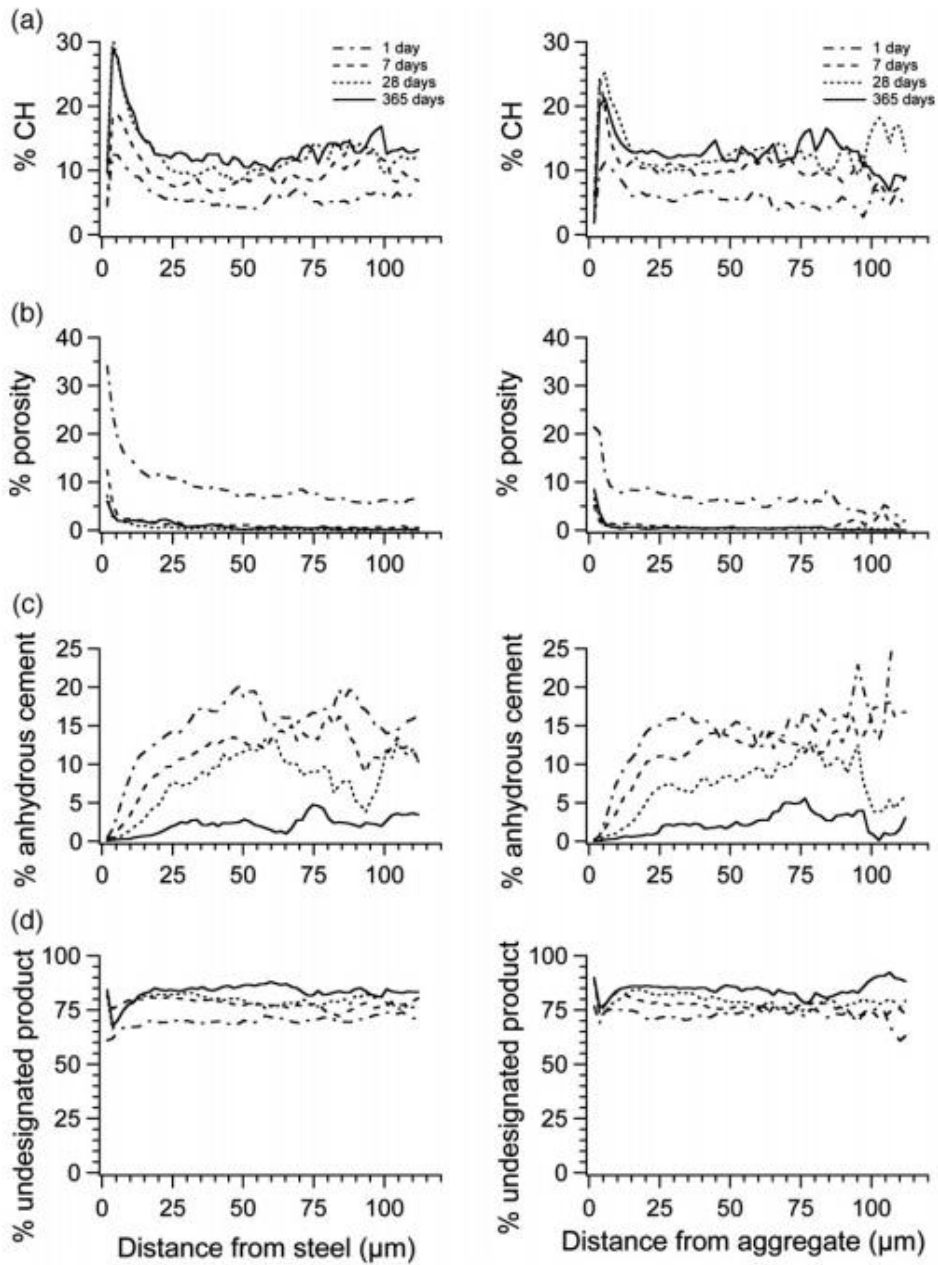 (a)
30
20
10
0
% CH
1 day
7 days
28 days
365 days
0 25 50 75 100
30
20
10
0
% CH
1 day
7 days
28 days
365 days
0 25 50 75 100
(b)
40
30
20
10
0
% porosity
0 25 50 75 100
40
30
20
10
0
% porosity
0 25 50 75 100
(c)
25
20
15
10
5
0
% anhydrous cement
0 25 50 75 100
25
20
15
10
5
0
% anhydrous cement
0 25 50 75 100
(d)
100
75
50
25
0
% undesignated product
0 25 50 75 100
Distance from steel (µm)
100
75
50
25
0
% undesignated product
0 25 50 75 100
Distance from aggregate (µm)